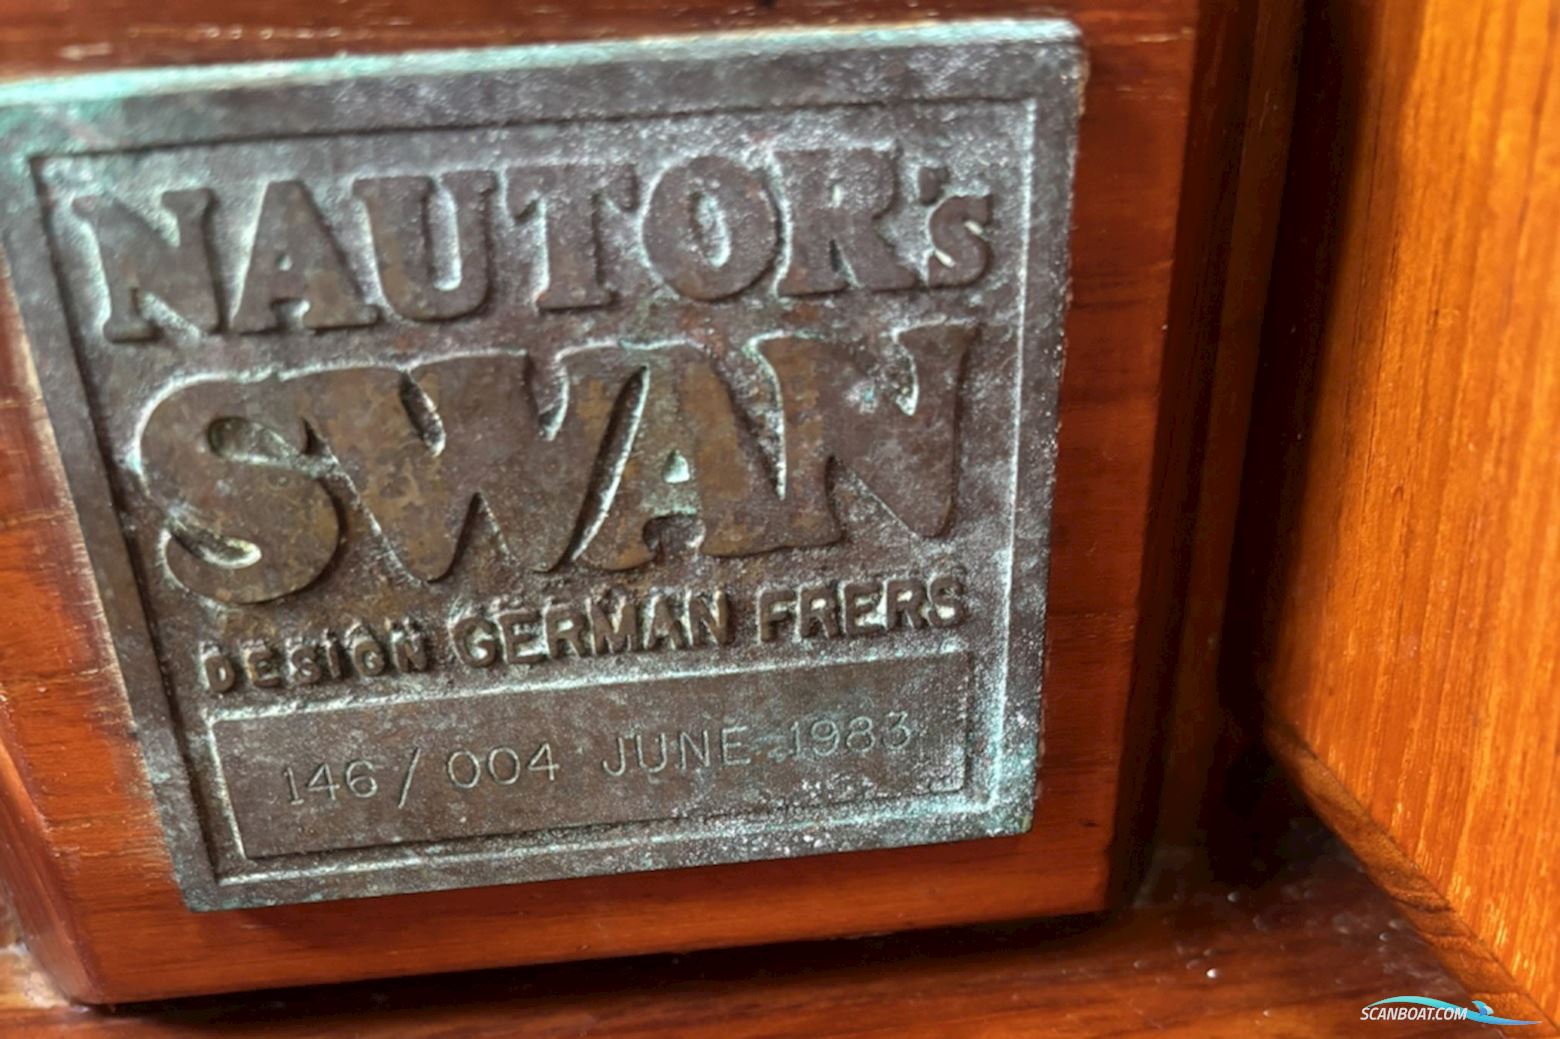 NAUTOR's
SWAN
DESIGN GERMAN FRERS
146/004 JUNE 1983
SCANBOAT.COM